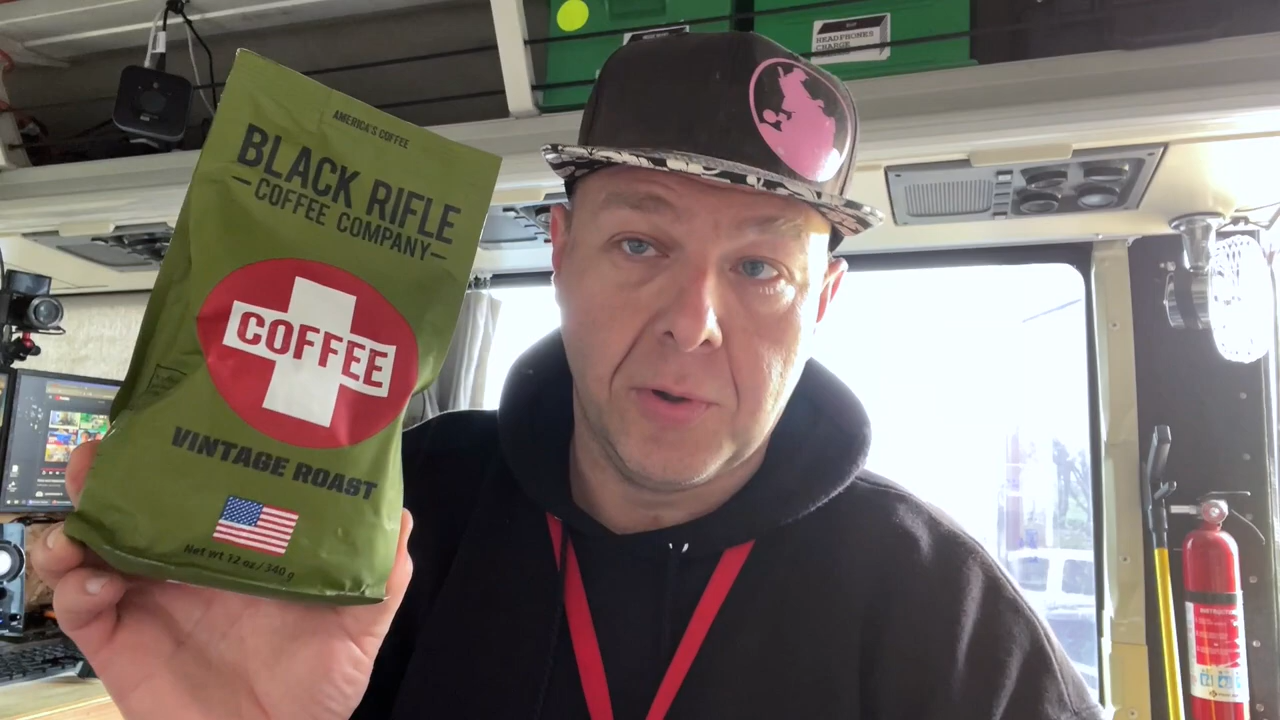 AMERICA'S COFFEE
BLACK RIFLE
COFFEE COMPANY
COFFEE
VINTAGE ROAST
Net wt 12 oz / 340 g
HEADPHONES
CHARGE